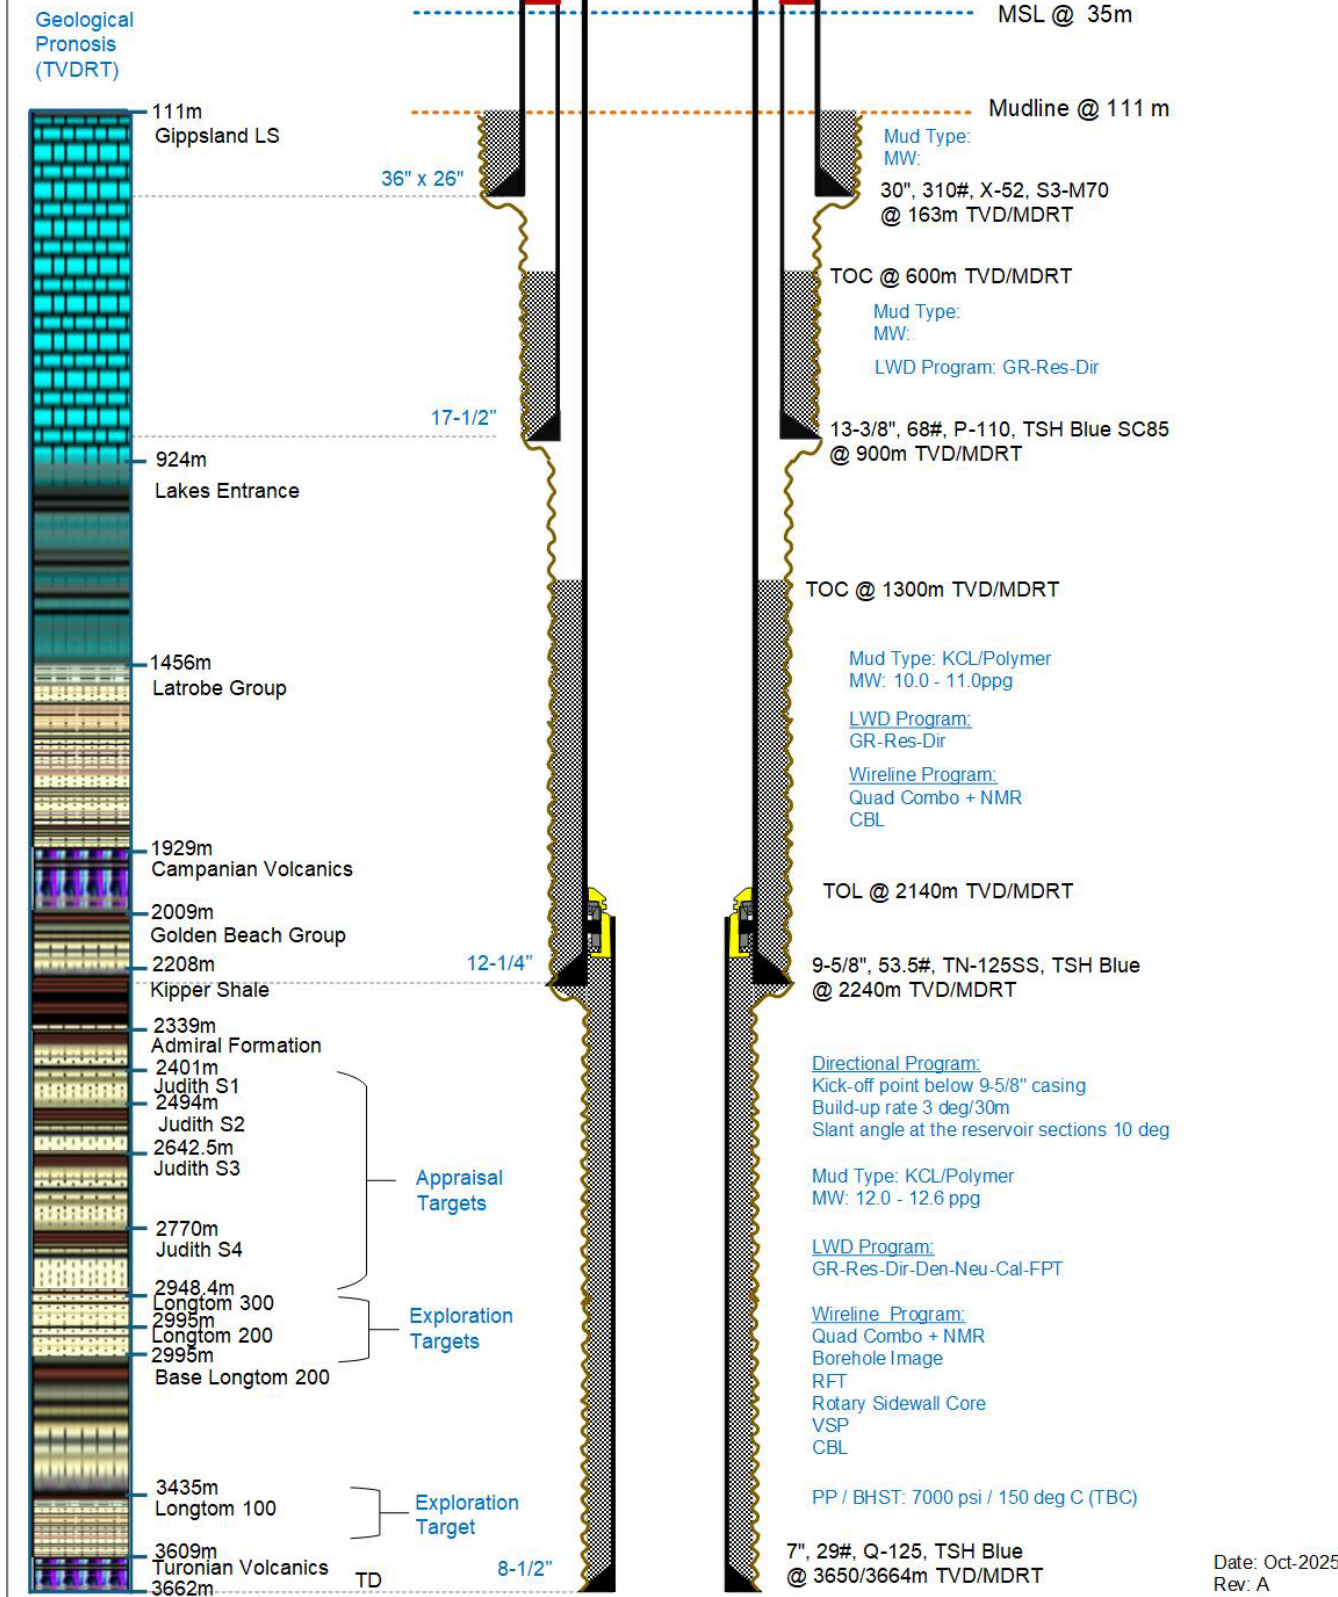 Geological
Pronosis
(TVDRT)
MSL @ 35m
111m
Gippsland LS
Mudline @ 111 m
Mud Type:
MW:
36" x 26"
30", 310#, X-52, S3-M70
@ 163m TVD/MDRT
TOC @ 600m TVD/MDRT
Mud Type:
MW:
LWD Program: GR-Res-Dir
17-1/2”
13-3/8", 68#, P-110, TSH Blue SC85
@ 900m TVD/MDRT
924m
Lakes Entrance
TOC @ 1300m TVD/MDRT
1456m
Latrobe Group
Mud Type: KCL/Polymer
MW: 10.0 - 11.0ppg
LWD Program:
GR-Res-Dir
Wireline Program:
Quad Combo + NMR
CBL
1929m
Campanian Volcanics
TOL @ 2140m TVD/MDRT
2009m
Golden Beach Group
2208m
Kipper Shale
12-1/4”
9-5/8", 53.5#, TN-125SS, TSH Blue
@ 2240m TVD/MDRT
2339m
Admiral Formation
2401m
Judith S1
2494m
Judith S2
2642.5m
Judith S3
2770m
Judith S4
2948.4m
Appraisal
Targets
Directional Program:
Kick-off point below 9-5/8" casing
Build-up rate 3 deg/30m
Slant angle at the reservoir sections 10 deg
Mud Type: KCL/Polymer
MW: 12.0 - 12.6 ppg
LWD Program:
GR-Res-Dir-Den-Neu-Cal-FPT
Longtom 300
2995m
Longtom 200
2995m
Base Longtom 200
Exploration
Targets
Wireline Program:
Quad Combo + NMR
Borehole Image
RFT
Rotary Sidewall Core
VSP
CBL
3435m
Longtom 100
Exploration
Target
PP / BHST: 7000 psi / 150 deg C (TBC)
3609m
Turonian Volcanics
3662m
TD
8-1/2”
7", 29#, Q-125, TSH Blue
@ 3650/3664m TVD/MDRT
Date: Oct-2025
Rev: A